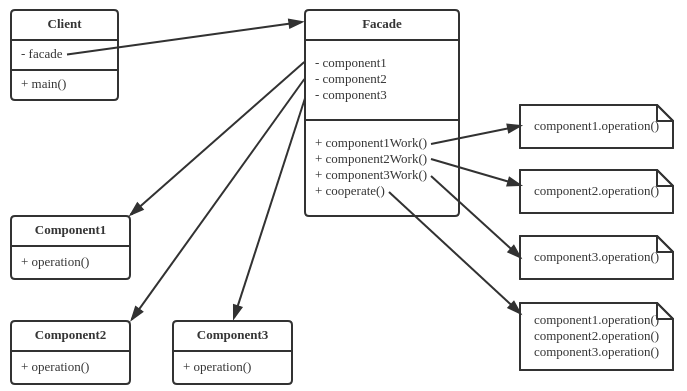 Client
- facade
+ main()
Facade
- component1
- component2
- component3
+ component1Work()
+ component2Work()
+ component3Work()
+ cooperate()
component1.operation()
component2.operation()
component3.operation()
component1.operation()
component2.operation()
component3.operation()
Component1
+ operation()
Component2
+ operation()
Component3
+ operation()